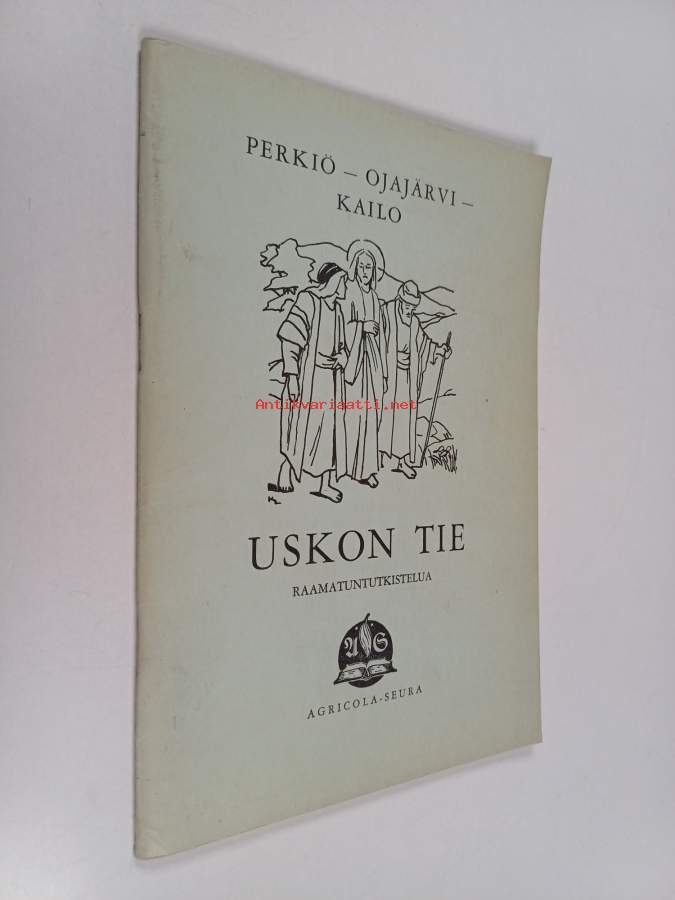 PERKIÖ – OJAJÄRVI –
KAILO
Antikvariaatti.net
USKON TIE
RAAMATUNTUTKISTELUA
A S
AGRICOLA-SEURA